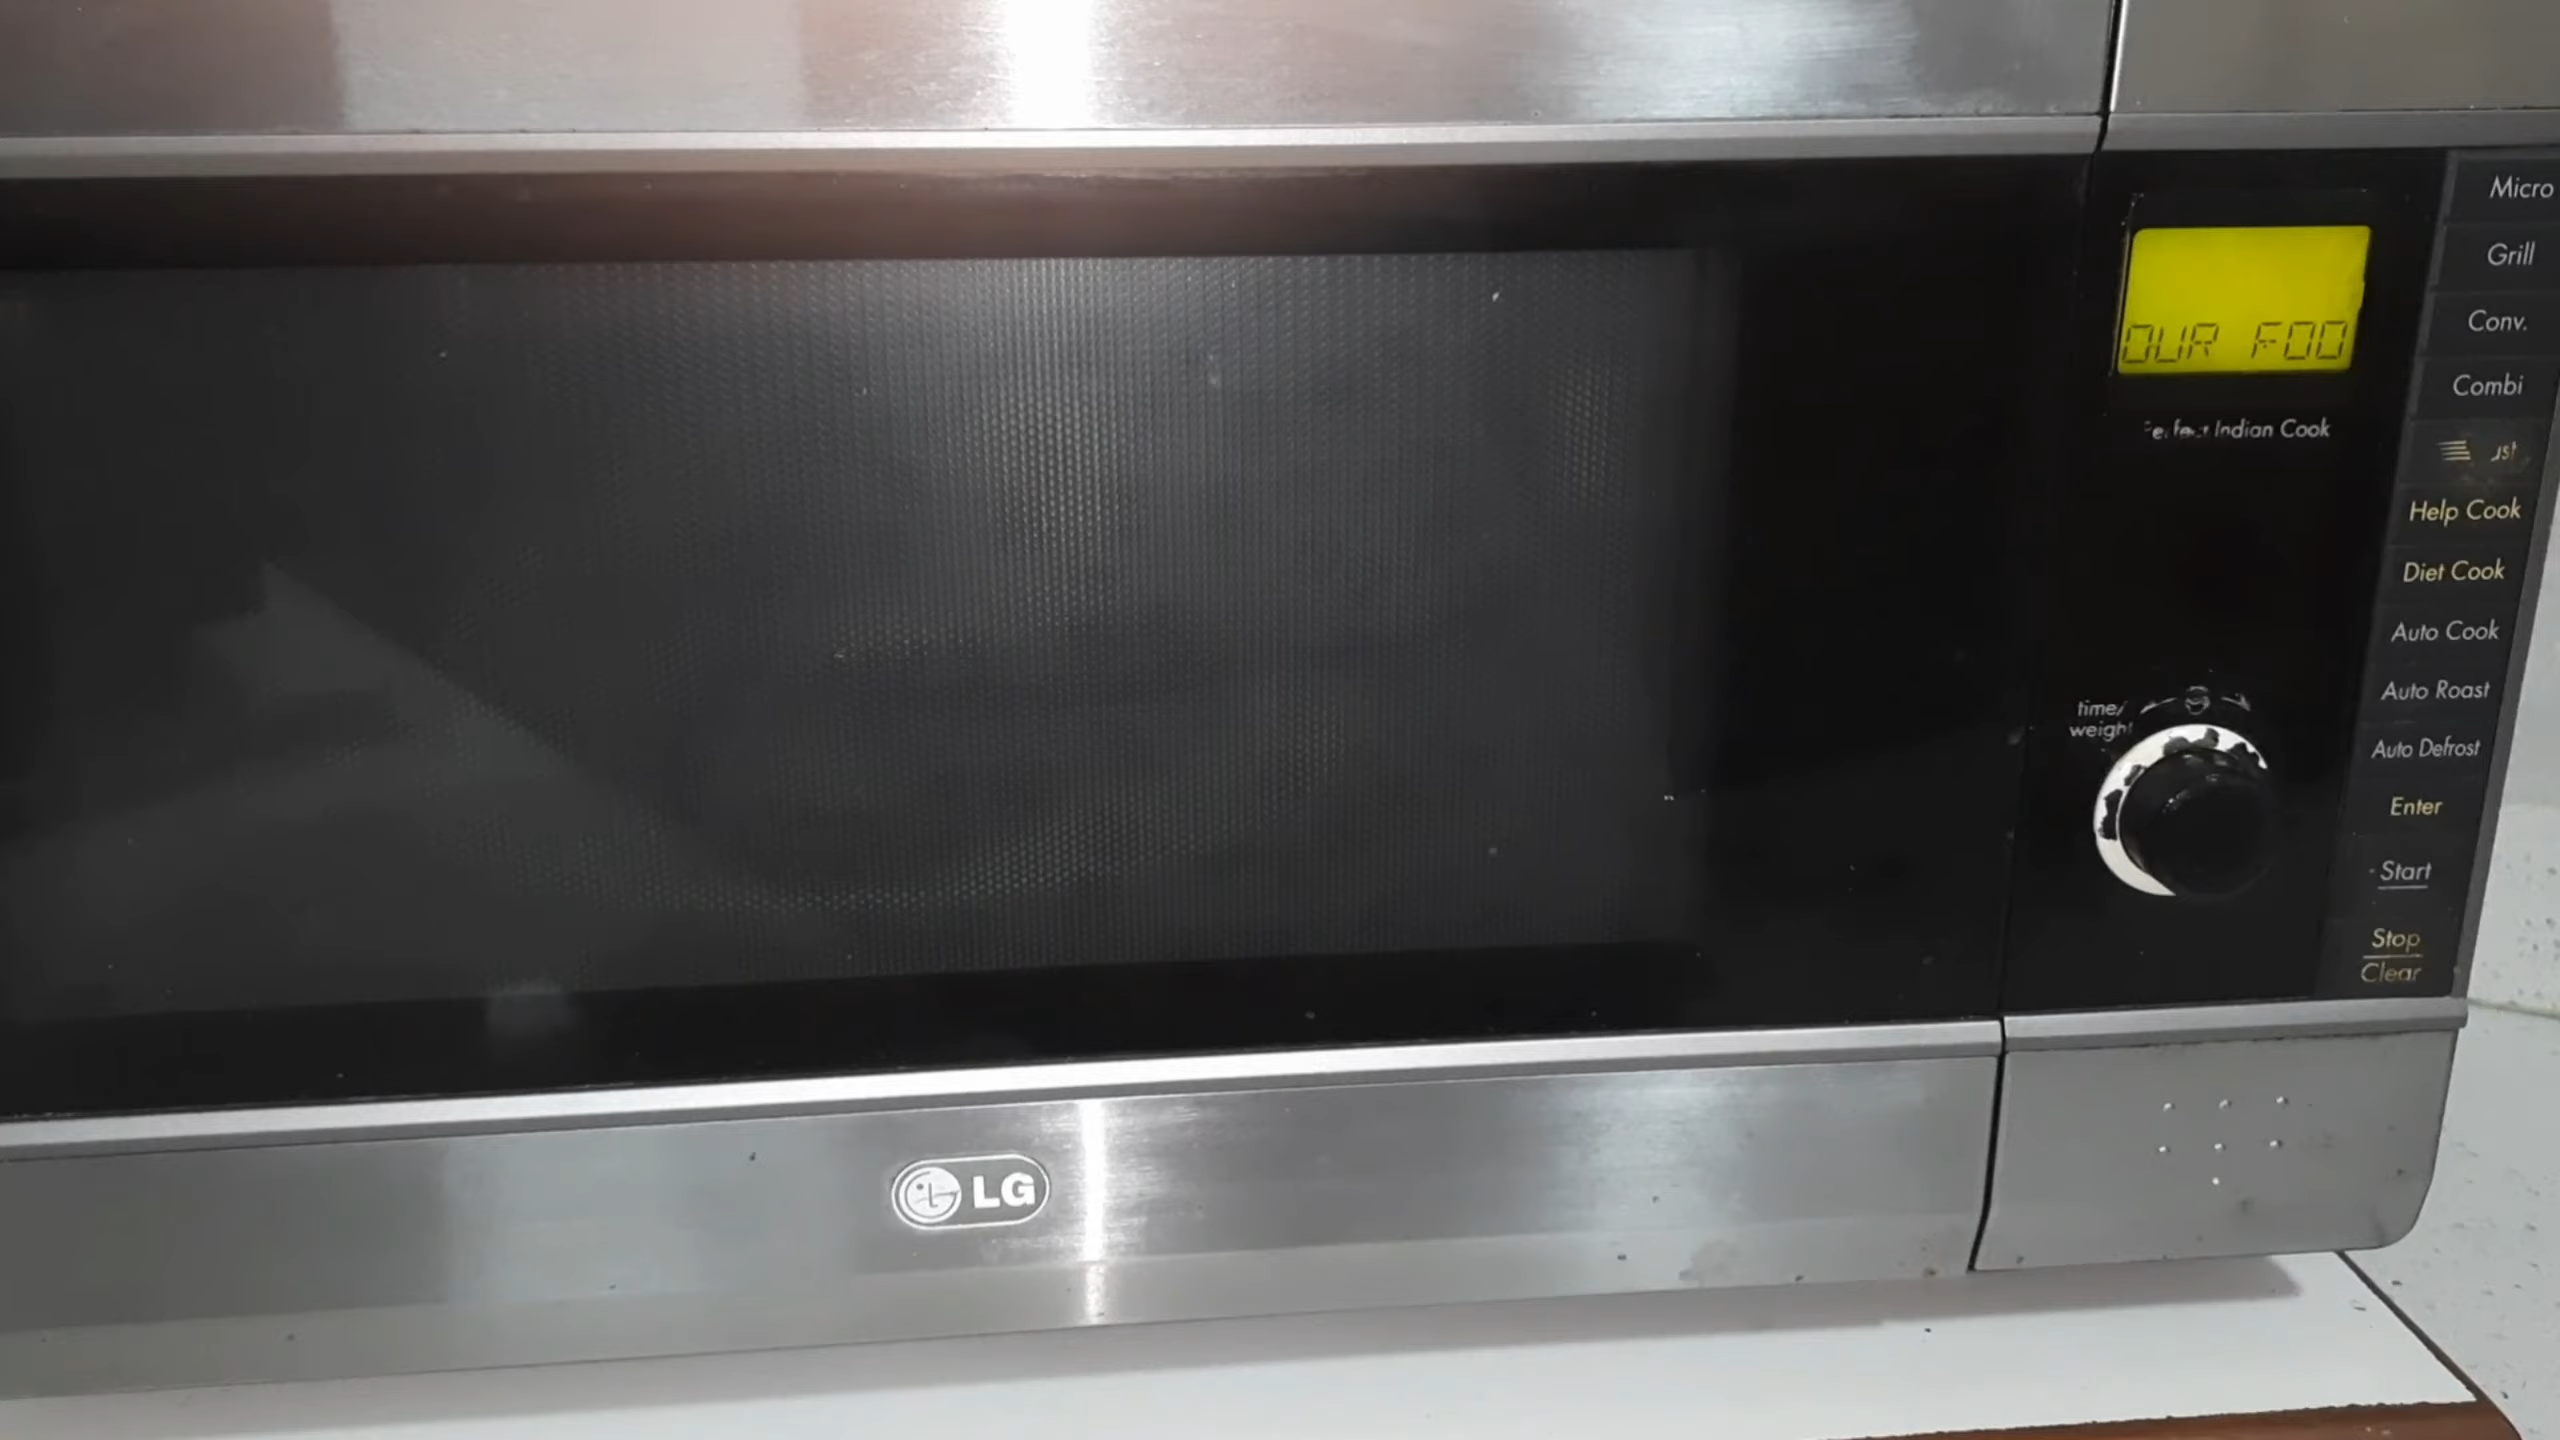 Micro
Grill
Conv.
Combi
OUR FOO
Indian Cook
Help Cook
Diet Cook
Auto Cook
Auto Roast
Auto Defrost
time/
weight
Enter
Start
Stop
Clear
LG